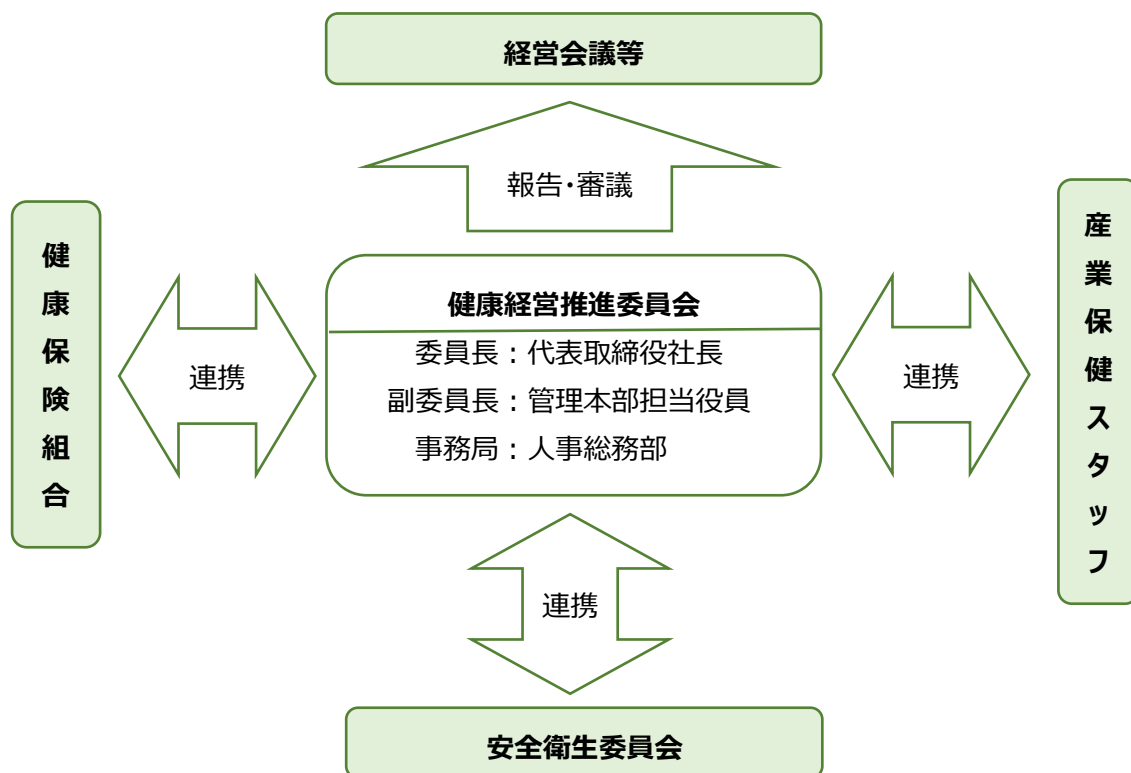 経営会議等
報告・審議
健康保険組合
連携
健康経営推進委員会
委員長：代表取締役社長
副委員長：管理本部担当役員
事務局：人事総務部
連携
産業保健スタッフ
連携
安全衛生委員会